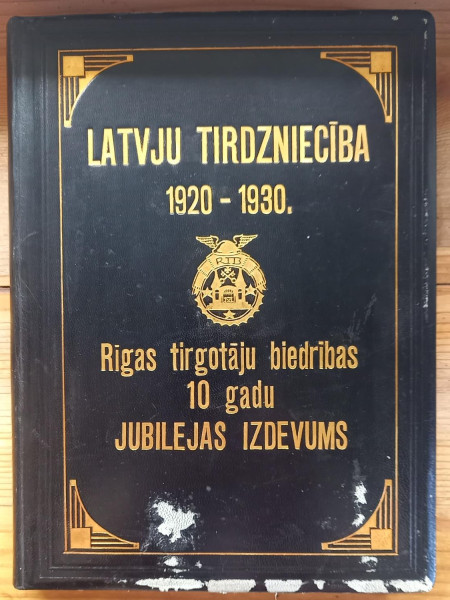 LATVJU TIRDZNIECĪBA
1920 - 1930.
RTB
Rīgas tirgotāju biedrības
10 gadu
JUBILEJAS IZDEVUMS